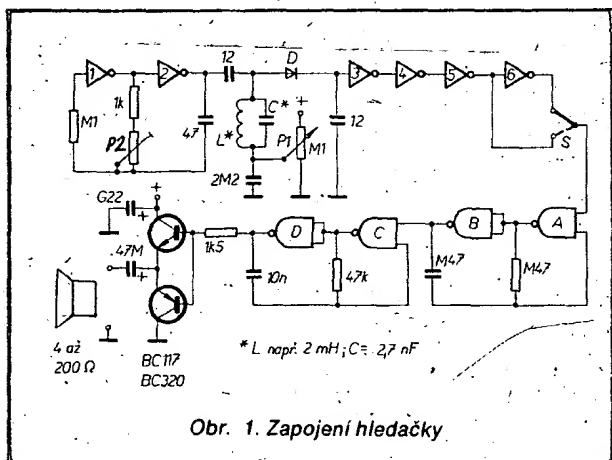 1
2
12
D
3
4
5
6
1k
M1
P2
47
L*
C*
+
P1
M1
12
S
2M2
G22
+
+
D
C
B
A
1k5
47M
+
10n
47k
M47
M47
4 až
200 Ω
BC117
BC320
* L např. 2 mH; C= 2,7 nF
Obr. 1. Zapojení hledačky